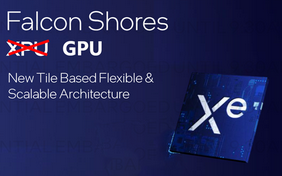 Falcon Shores
XPU GPU
New Tile Based Flexible &
Scalable Architecture
Xe